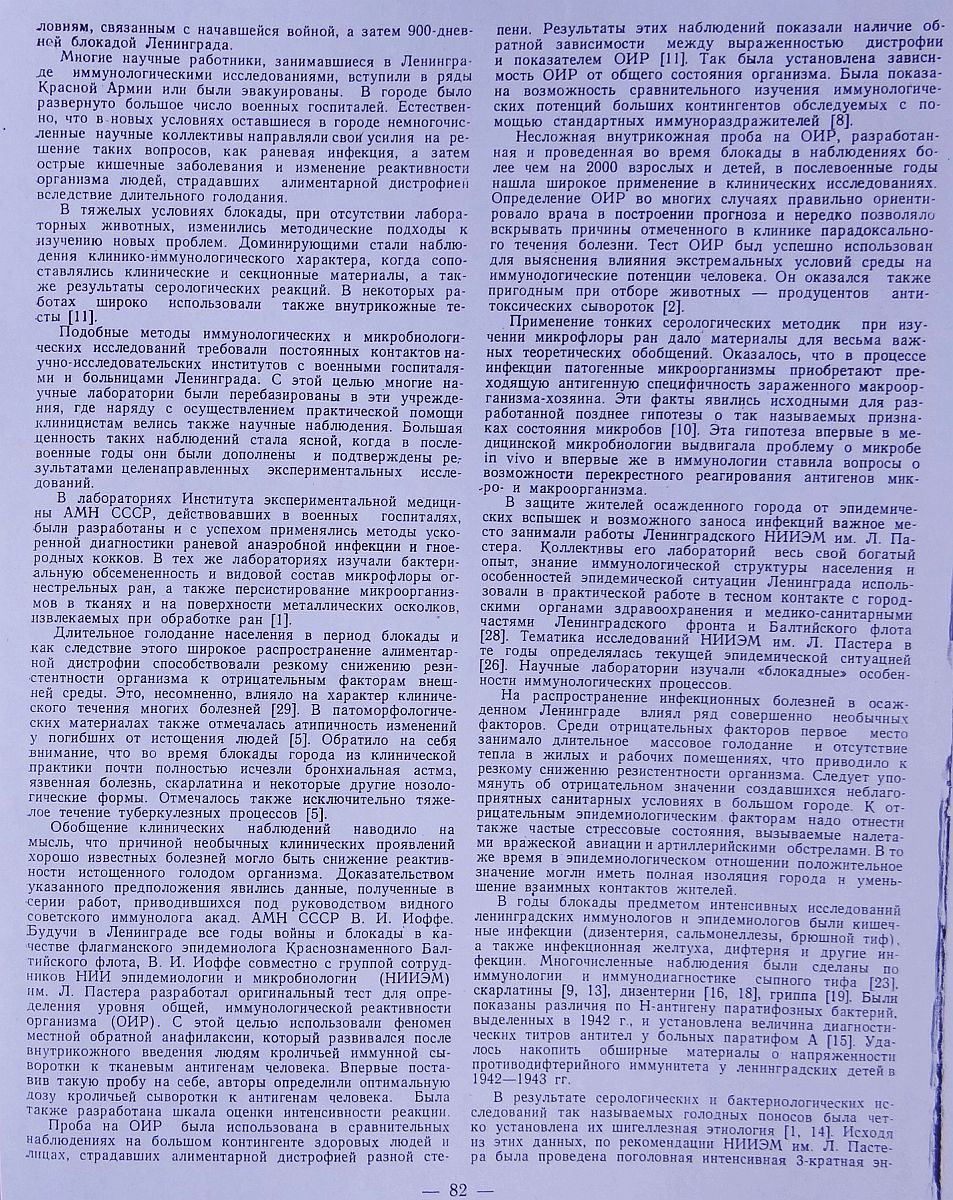 ловиям, связанным с начавшейся войной, а затем 900-днев-
ной блокадой Ленинграда.
Многие научные работники, занимавшиеся в Ленингра-
де иммунологическими исследованиями, вступили в ряды
Красной Армии или были эвакуированы. В городе было
развернуто большое число военных госпиталей. Естествен-
но, что в новых условиях оставшиеся в городе немногочис-
ленные научные коллективы направляли свои усилия на ре-
шение таких вопросов, как раневая инфекция, а затем
острые кишечные заболевания и изменение реактивности
организма людей, страдавших алиментарной дистрофией
вследствие длительного голодания.
В тяжелых условиях блокады, при отсутствии лабора-
торных животных, изменились методические подходы к
изучению новых проблем. Доминирующими стали наблю-
дения клинико-иммунологического характера, когда сопо-
ставлялись клинические и секционные материалы, а так-
же результаты серологических реакций. В некоторых ра-
ботах широко использовали также внутрикожные те-
сты [11].
Подобные методы иммунологических и микробиологи-
ческих исследований требовали постоянных контактов на-
учно-исследовательских институтов с военными госпиталя-
ми и больницами Ленинграда. С этой целью многие на-
учные лаборатории были перебазированы в эти учрежде-
ния, где наряду с осуществлением практической помощи
клиницистам велись также научные наблюдения. Большая
ценность таких наблюдений стала ясной, когда в после-
военные годы они были дополнены и подтверждены ре-
зультатами целенаправленных экспериментальных иссле-
дований.
В лабораториях Института экспериментальной медици-
ны АМН СССР, действовавших в военных госпиталях,
были разработаны и с успехом применялись методы уско-
ренной диагностики раневой анаэробной инфекции и гное-
родных кокков. В тех же лабораториях изучали бактери-
альную обсемененность и видовой состав микрофлоры ог-
нестрельных ран, а также персистирование микроорганиз-
мов в тканях и на поверхности металлических осколков,
извлекаемых при обработке ран [1].
Длительное голодание населения в период блокады и
как следствие этого широкое распространение алиментар-
ной дистрофии способствовали резкому снижению рези-
стентности организма к отрицательным факторам внеш-
ней среды. Это, несомненно, влияло на характер клиниче-
ского течения многих болезней [29]. В патоморфологиче-
ских материалах также отмечалась атипичность изменений
у погибших от истощения людей [5]. Обратило на себя
внимание, что во время блокады города из клинической
практики почти полностью исчезли бронхиальная астма,
язвенная болезнь, скарлатина и некоторые другие нозоло-
гические формы. Отмечалось также исключительно тяже-
лое течение туберкулезных процессов [5].
Обобщение клинических наблюдений наводило на
мысль, что причиной необычных клинических проявлений
хорошо известных болезней могло быть снижение реактив-
ности истощенного голодом организма. Доказательством
указанного предположения явились данные, полученные в
серии работ, приводившихся под руководством видного
советского иммунолога акад. АМН СССР В. И. Иоффе.
Будучи в Ленинграде все годы войны и блокады в ка-
честве флагманского эпидемиолога Краснознаменного Бал-
тийского флота, В. И. Иоффе совместно с группой сотруд-
ников НИИ эпидемиологии и микробиологии (НИИЭМ)
им. Л. Пастера разработал оригинальный тест для опре-
деления уровня общей, иммунологической реактивности
организма (ОИР). С этой целью использовали феномен
местной обратной анафилаксии, который развивался после
внутрикожного введения людям кроличьей иммунной сы-
воротки к тканевым антигенам человека. Впервые поста-
вив такую пробу на себе, авторы определили оптимальную
дозу кроличьей сыворотки к антигенам человека. Была
также разработана шкала оценки интенсивности реакции.
Проба на ОИР была использована в сравнительных
наблюдениях на большом контингенте здоровых людей и
лицах, страдавших алиментарной дистрофией разной сте-
пени. Результаты этих наблюдений показали наличие об-
ратной зависимости между выраженностью дистрофии
и показателем ОИР [11]. Так была установлена зависи-
мость ОИР от общего состояния организма. Была показа-
на возможность сравнительного изучения иммунологиче-
ских потенций больших контингентов обследуемых с по-
мощью стандартных иммунораздражителей [8].
Несложная внутрикожная проба на ОИР, разработан-
ная и проведенная во время блокады в наблюдениях бо-
лее чем на 2000 взрослых и детей, в послевоенные годы
нашла широкое применение в клинических исследованиях.
Определение ОИР во многих случаях правильно ориенти-
ровало врача в построении прогноза и нередко позволяло
вскрывать причины отмеченного в клинике парадоксально-
го течения болезни. Тест ОИР был успешно использован
для выяснения влияния экстремальных условий среды на
иммунологические потенции человека. Он оказался также
пригодным при отборе животных — продуцентов анти-
токсических сывороток [2].
Применение тонких серологических методик при изу-
чении микрофлоры ран дало материалы для весьма важ-
ных теоретических обобщений. Оказалось, что в процессе
инфекции патогенные микроорганизмы приобретают пре-
ходящую антигенную специфичность зараженного макроор-
ганизма-хозяина. Эти факты явились исходными для раз-
работанной позднее гипотезы о так называемых призна-
ках состояния микробов [10]. Эта гипотеза впервые в ме-
дицинской микробиологии выдвигала проблему о микробе
in vivo и впервые же в иммунологии ставила вопросы о
возможности перекрестного реагирования антигенов мик-
ро- и макроорганизма.
В защите жителей осажденного города от эпидемиче-
ских вспышек и возможного заноса инфекций важное ме-
сто занимали работы Ленинградского НИИЭМ им. Л. Па-
стера. Коллективы его лабораторий весь свой богатый
опыт, знание иммунологической структуры населения и
особенностей эпидемической ситуации Ленинграда исполь-
зовали в практической работе в тесном контакте с город-
скими органами здравоохранения и медико-санитарными
частями Ленинградского фронта и Балтийского флота
[28]. Тематика исследований НИИЭМ им. Л. Пастера в
те годы определялась текущей эпидемической ситуацией
[26]. Научные лаборатории изучали «блокадные» особен-
ности иммунологических процессов.
На распространение инфекционных болезней в осаж-
денном Ленинграде влиял ряд совершенно необычных
факторов. Среди отрицательных факторов первое место
занимало длительное массовое голодание и отсутствие
тепла в жилых и рабочих помещениях, что приводило к
резкому снижению резистентности организма. Следует упо-
мянуть об отрицательном значении создавшихся неблаго-
приятных санитарных условиях в большом городе. К от-
рицательным эпидемиологическим факторам надо отнести
также частые стрессовые состояния, вызываемые налета-
ми вражеской авиации и артиллерийскими обстрелами. В то
же время в эпидемиологическом отношении положительное
значение могли иметь полная изоляция города и умень-
шение взаимных контактов жителей.
В годы блокады предметом интенсивных исследований
ленинградских иммунологов и эпидемиологов были кишеч-
ные инфекции (дизентерия, сальмонеллезы, брюшной тиф),
а также инфекционная желтуха, дифтерия и другие ин-
фекции. Многочисленные наблюдения были сделаны по
иммунологии и иммунодиагностике сыпного тифа [23],
скарлатины [9, 13], дизентерии [16, 18], гриппа [19]. Были
показаны различия по Н-антигену паратифозных бактерий,
выделенных в 1942 г., и установлена величина диагности-
ческих титров антител у больных паратифом А [15]. Уда-
лось накопить обширные материалы о напряженности
противодифтерийного иммунитета у ленинградских детей в
1942—1943 гг.
В результате серологических и бактериологических ис-
следований так называемых голодных поносов была чет-
ко установлена их шигеллезная этиология [1, 14]. Исходя
из этих данных, по рекомендации НИИЭМ им. Л. Пасте-
ра была проведена поголовная интенсивная 3-кратная эн-
— 82 —